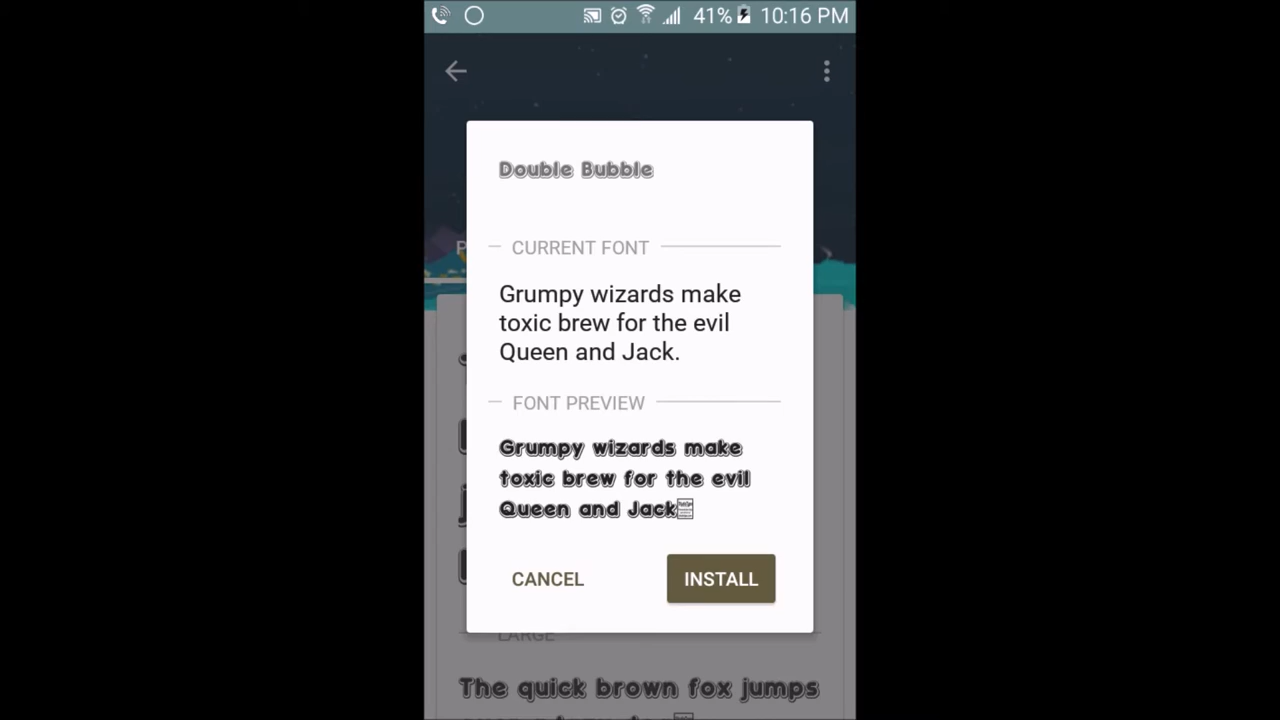 41% 10:16 PM
Double Bubble
CURRENT FONT
Grumpy wizards make
toxic brew for the evil
Queen and Jack.
FONT PREVIEW
Grumpy wizards make
toxic brew for the evil
Queen and Jack
CANCEL INSTALL
LARGE
The quick brown fox jumps